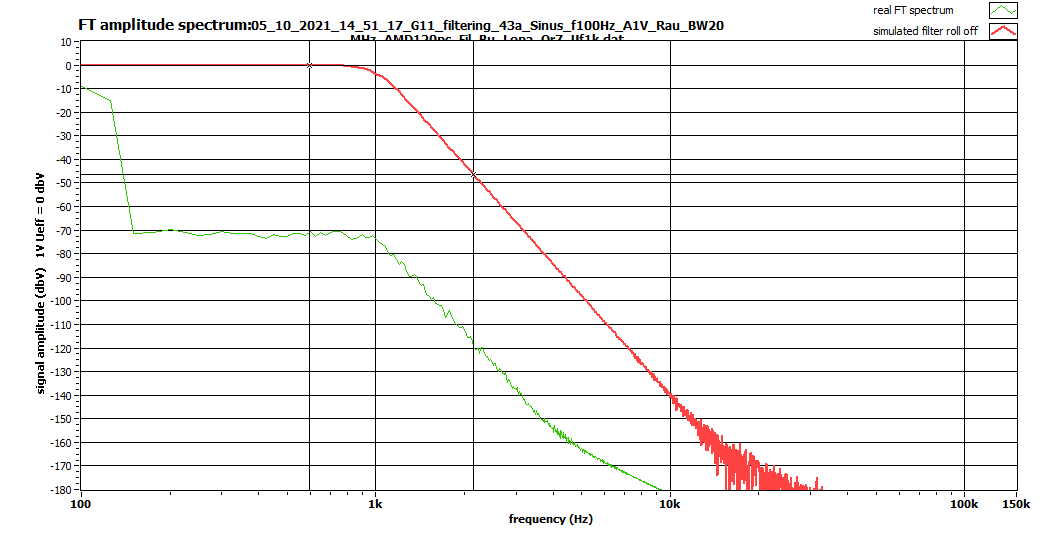 real FT spectrum
FT amplitude spectrum:05_10_2021_14_51_17_G11_filtering_43a_Sinus_f100Hz_A1V_Rau_BW20
simulated filter roll off
10
0
-10
-20
-30
-40
-50
-60
-70
-80
-90
-100
-110
-120
-130
-140
-150
-160
-170
-180
signal amplitude (dbV) 1V Ueff = 0 dbV
100
1k
10k
100k
150k
frequency (Hz)